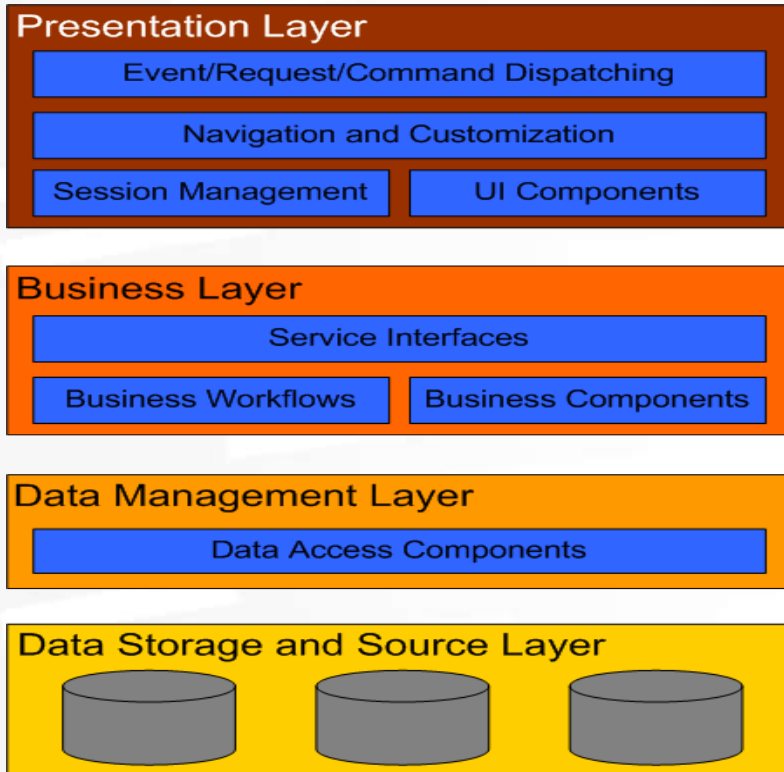 Presentation Layer
Event/Request/Command Dispatching
Navigation and Customization
Session Management
UI Components
Business Layer
Service Interfaces
Business Workflows
Business Components
Data Management Layer
Data Access Components
Data Storage and Source Layer